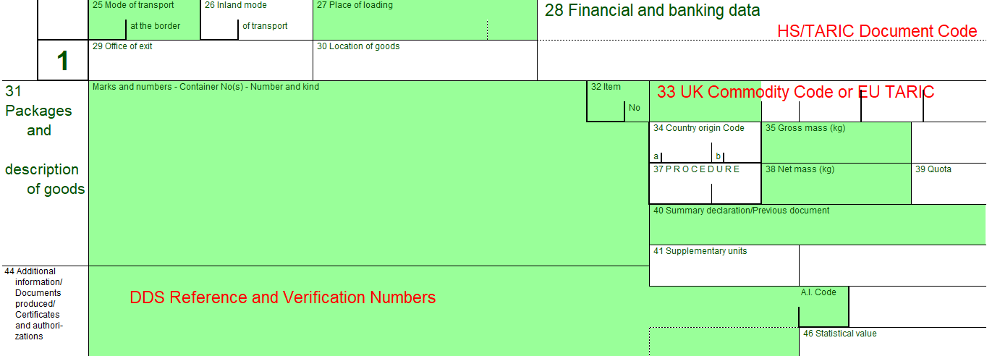 25 Mode of transport
at the border
26 Inland mode
of transport
27 Place of loading
28 Financial and banking data
HS/TARIC Document Code
1
29 Office of exit
30 Location of goods
31
Packages
and
description
of goods
Marks and numbers - Container No(s) - Number and kind
32 Item
No
33 UK Commodity Code or EU TARIC
34 Country origin Code
a
b
35 Gross mass (kg)
37 P R O C E D U R E
38 Net mass (kg)
39 Quota
40 Summary declaration/Previous document
41 Supplementary units
44 Additional
information/
Documents
produced/
Certificates
and authori-
zations
DDS Reference and Verification Numbers
A.I. Code
46 Statistical value